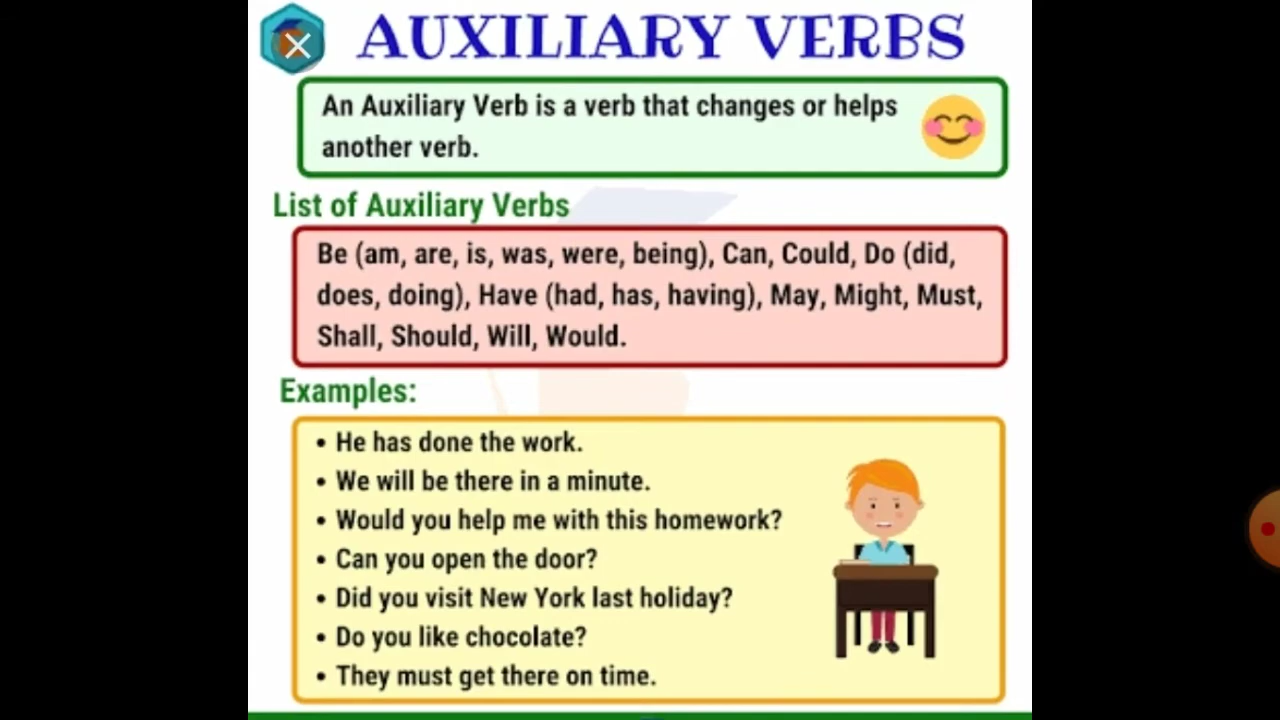 AUXILIARY VERBS
An Auxiliary Verb is a verb that changes or helps
another verb.
List of Auxiliary Verbs
Be (am, are, is, was, were, being), Can, Could, Do (did,
does, doing), Have (had, has, having), May, Might, Must,
Shall, Should, Will, Would.
Examples:
• He has done the work.
• We will be there in a minute.
• Would you help me with this homework?
• Can you open the door?
• Did you visit New York last holiday?
• Do you like chocolate?
• They must get there on time.